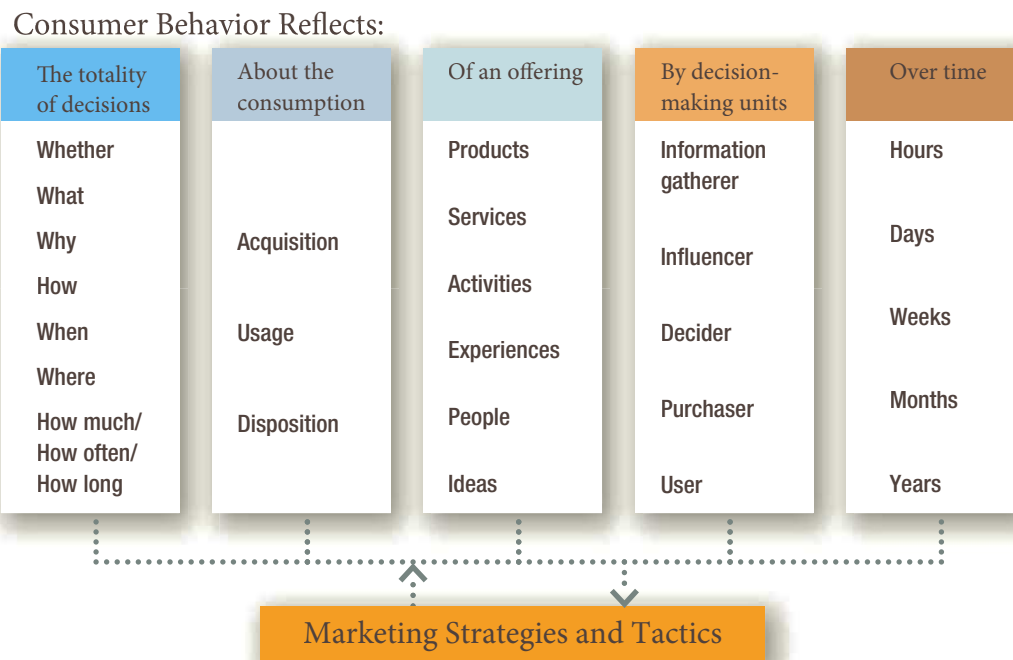 Consumer Behavior Reflects:
The totality
of decisions
Whether
What
Why
How
When
Where
How much/
How often/
How long
About the
consumption
Acquisition
Usage
Disposition
Of an offering
Products
Services
Activities
Experiences
People
Ideas
By decision-
making units
Information
gatherer
Influencer
Decider
Purchaser
User
Over time
Hours
Days
Weeks
Months
Years
Marketing Strategies and Tactics